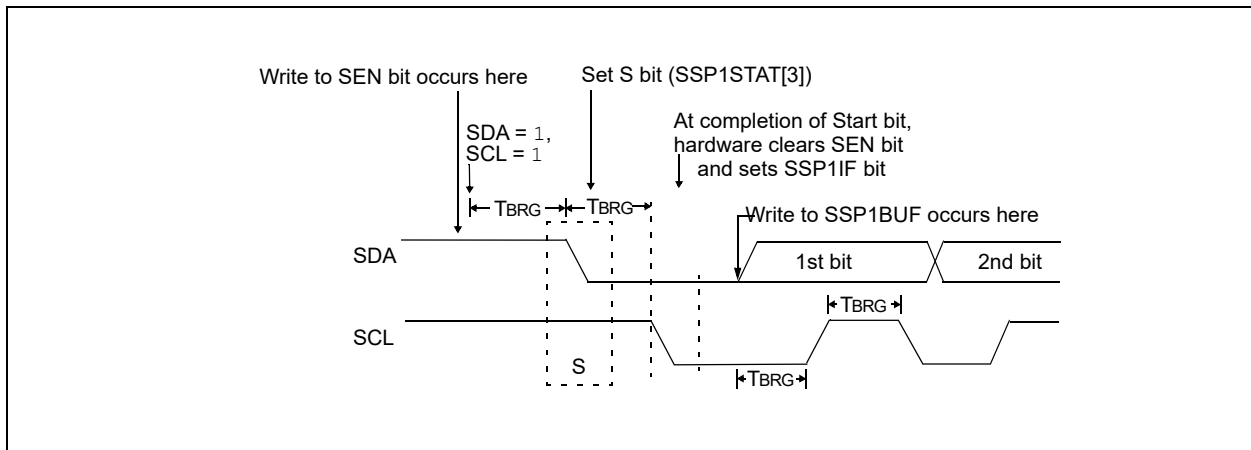 Write to SEN bit occurs here
Set S bit (SSP1STAT[3])
SDA = 1,
SCL = 1
At completion of Start bit,
hardware clears SEN bit
and sets SSP1IF bit
TBRG
TBRG
Write to SSP1BUF occurs here
SDA
1st bit
2nd bit
TBRG
SCL
S
TBRG